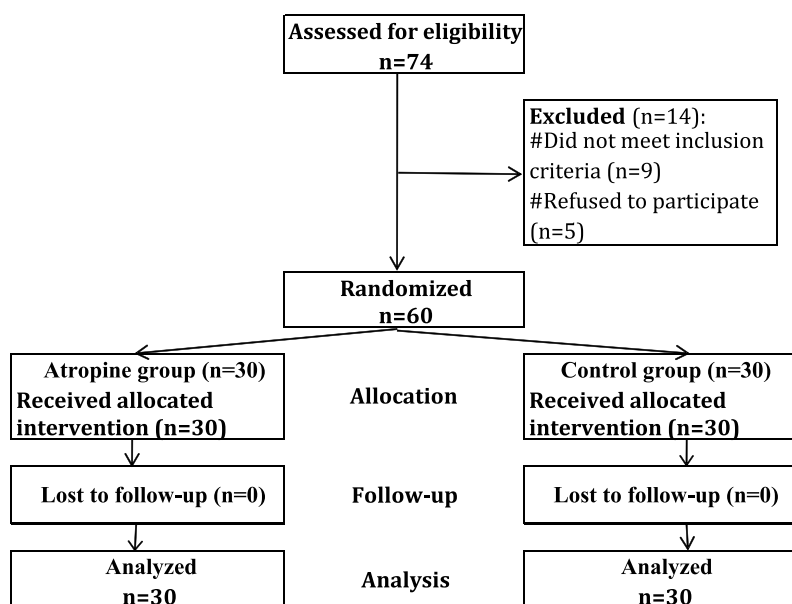 Assessed for eligibility
n=74
Excluded (n=14):
#Did not meet inclusion
criteria (n=9)
#Refused to participate
(n=5)
Randomized
n=60
Atropine group (n=30)
Received allocated
intervention (n=30)
Allocation
Control group (n=30)
Received allocated
intervention (n=30)
Lost to follow-up (n=0)
Follow-up
Lost to follow-up (n=0)
Analyzed
n=30
Analysis
Analyzed
n=30